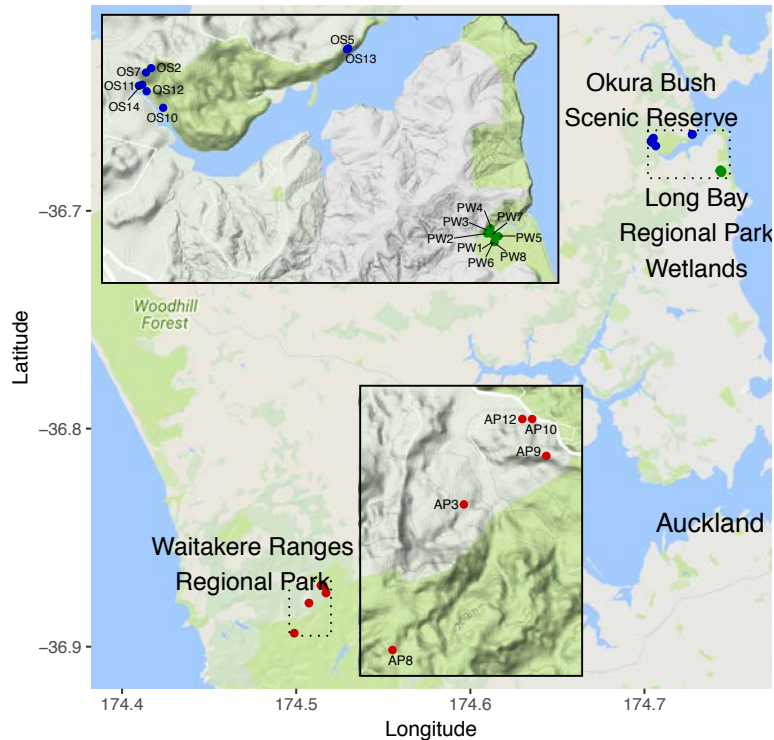 OS5
OS13
OS7
OS2
OS11
OS12
OS14
OS10
Okura Bush
Scenic Reserve
PW4
PW3
PW7
PW2
PW5
PW1
PW8
PW6
Long Bay
Regional Park
Wetlands
Woodhill
Forest
AP12
AP10
AP9
AP3
AP8
Auckland
Waitakere Ranges
Regional Park
−36.7
−36.8
−36.9
Latitude
174.4
174.5
174.6
174.7
Longitude